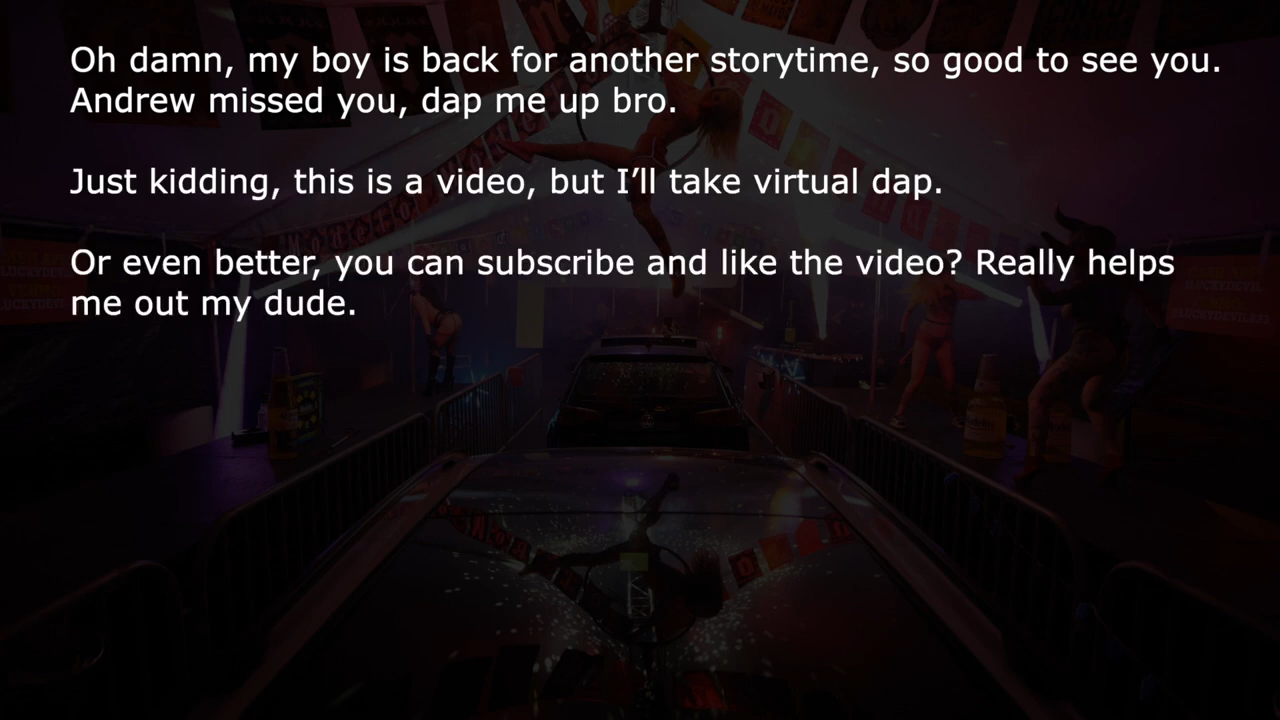 Oh damn, my boy is back for another storytime, so good to see you.
Andrew missed you, dap me up bro.
Just kidding, this is a video, but I’ll take virtual dap.
Or even better, you can subscribe and like the video? Really helps
me out my dude.